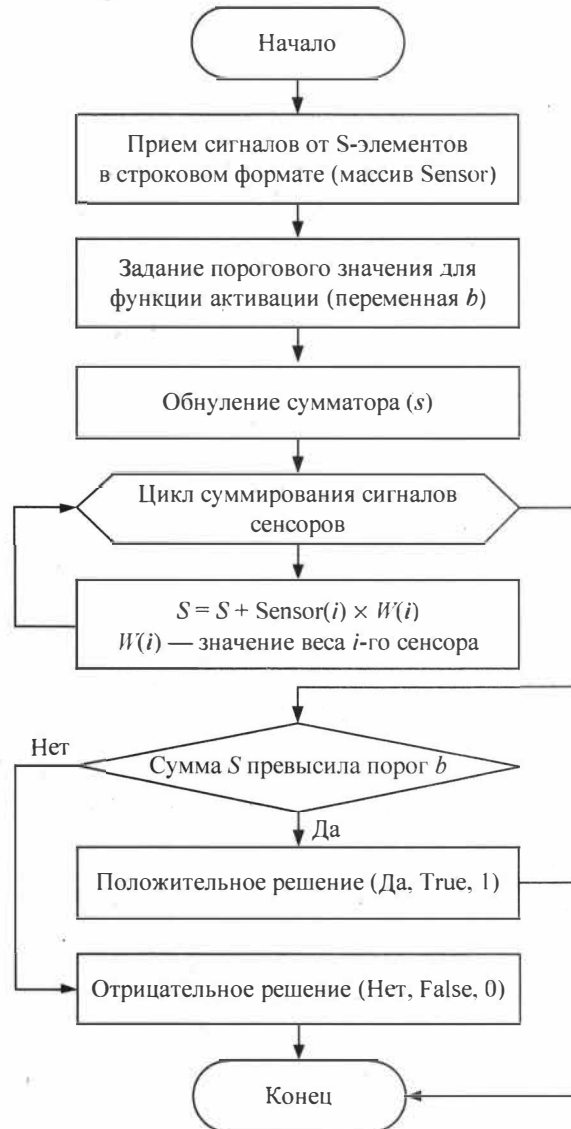 Начало
Прием сигналов от S-элементов
в строковом формате (массив Sensor)
Задание порогового значения для
функции активации (переменная b)
Обнуление сумматора (s)
Цикл суммирования сигналов
сенсоров
S = S + Sensor(i) × W(i)
W(i) — значение веса i-го сенсора
Нет
Сумма S превысила порог b
Да
Положительное решение (Да, True, 1)
Отрицательное решение (Нет, False, 0)
Конец